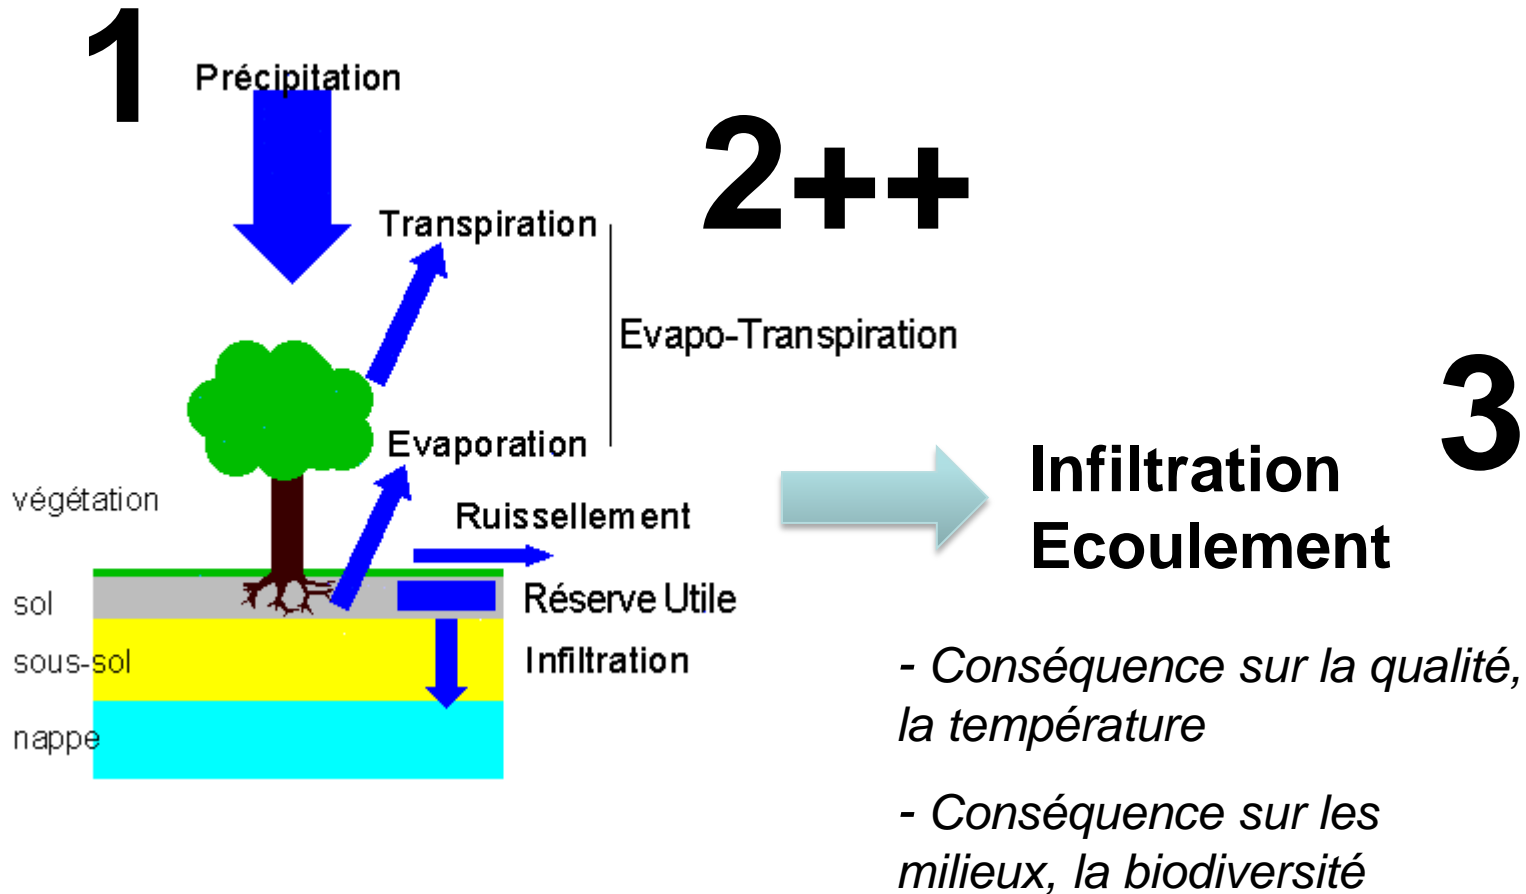 1
Précipitation
2++
Transpiration
Evapo-Transpiration
3
Evaporation
végétation
Ruissellement
Infiltration
Ecoulement
sol
Réserve Utile
sous-sol
Infiltration
nappe
- Conséquence sur la qualité,
la température
- Conséquence sur les
milieux, la biodiversité